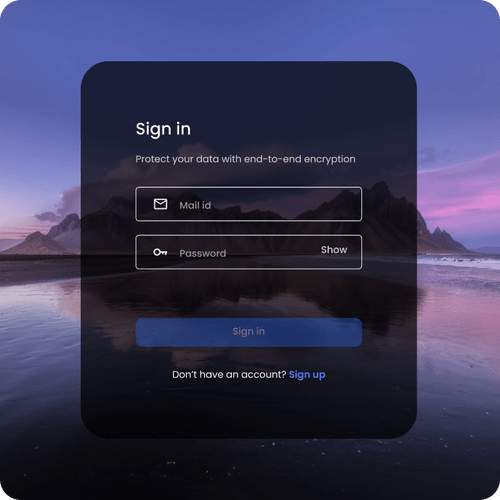 Sign in
Protect your data with end-to-end encryption
Mail id
Password Show
Sign in
Don't have an account? Sign up